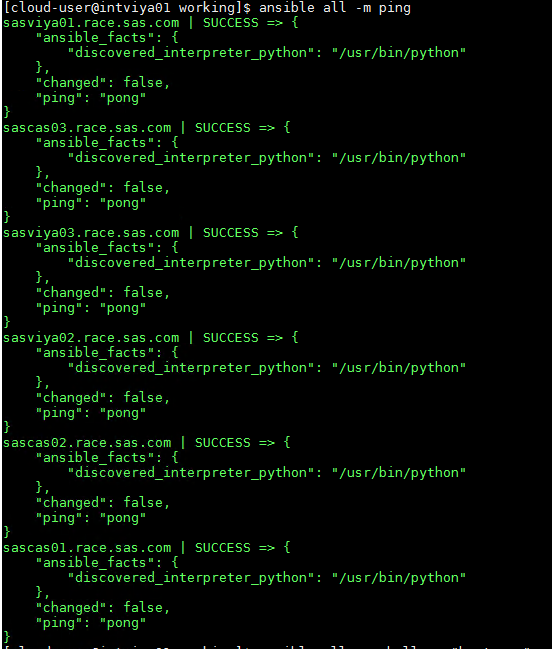 [cloud-user@intviya01 working]$ ansible all -m ping
sasviya01.race.sas.com | SUCCESS => {
    "ansible_facts": {
        "discovered_interpreter_python": "/usr/bin/python"
    },
    "changed": false,
    "ping": "pong"
}
sascas03.race.sas.com | SUCCESS => {
    "ansible_facts": {
        "discovered_interpreter_python": "/usr/bin/python"
    },
    "changed": false,
    "ping": "pong"
}
sasviya03.race.sas.com | SUCCESS => {
    "ansible_facts": {
        "discovered_interpreter_python": "/usr/bin/python"
    },
    "changed": false,
    "ping": "pong"
}
sasviya02.race.sas.com | SUCCESS => {
    "ansible_facts": {
        "discovered_interpreter_python": "/usr/bin/python"
    },
    "changed": false,
    "ping": "pong"
}
sascas02.race.sas.com | SUCCESS => {
    "ansible_facts": {
        "discovered_interpreter_python": "/usr/bin/python"
    },
    "changed": false,
    "ping": "pong"
}
sascas01.race.sas.com | SUCCESS => {
    "ansible_facts": {
        "discovered_interpreter_python": "/usr/bin/python"
    },
    "changed": false,
    "ping": "pong"
}